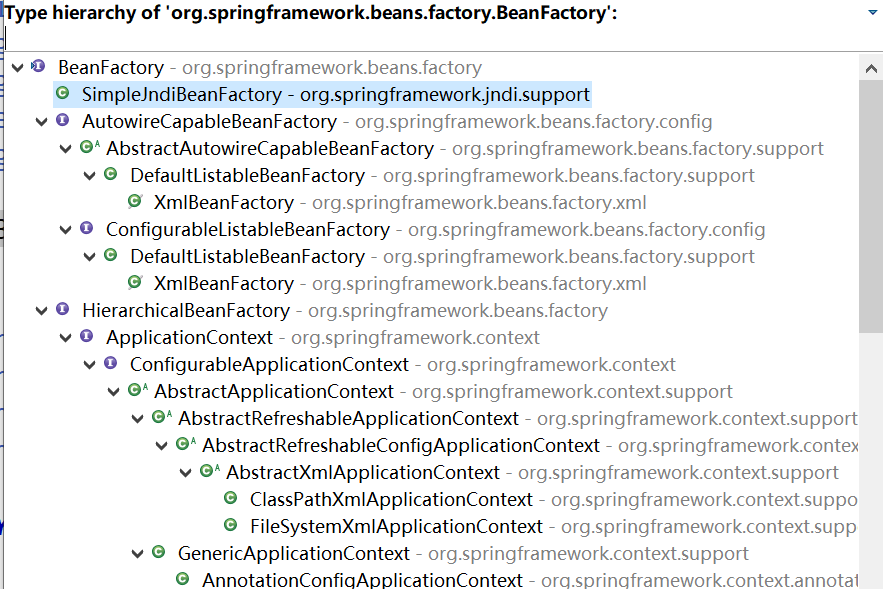 Type hierarchy of 'org.springframework.beans.factory.BeanFactory':
BeanFactory - org.springframework.beans.factory
SimpleJndiBeanFactory - org.springframework.jndi.support
AutowireCapableBeanFactory - org.springframework.beans.factory.config
AbstractAutowireCapableBeanFactory - org.springframework.beans.factory.support
DefaultListableBeanFactory - org.springframework.beans.factory.support
XmlBeanFactory - org.springframework.beans.factory.xml
ConfigurableListableBeanFactory - org.springframework.beans.factory.config
DefaultListableBeanFactory - org.springframework.beans.factory.support
XmlBeanFactory - org.springframework.beans.factory.xml
HierarchicalBeanFactory - org.springframework.beans.factory
ApplicationContext - org.springframework.context
ConfigurableApplicationContext - org.springframework.context
AbstractApplicationContext - org.springframework.context.support
AbstractRefreshableApplicationContext - org.springframework.context.support
AbstractRefreshableConfigApplicationContext - org.springframework.contex
AbstractXmlApplicationContext - org.springframework.context.support
ClassPathXmlApplicationContext - org.springframework.context.suppo
FileSystemXmlApplicationContext - org.springframework.context.supp
GenericApplicationContext - org.springframework.context.support
AnnotationConfigApplicationContext - org.springframework.context.annotat